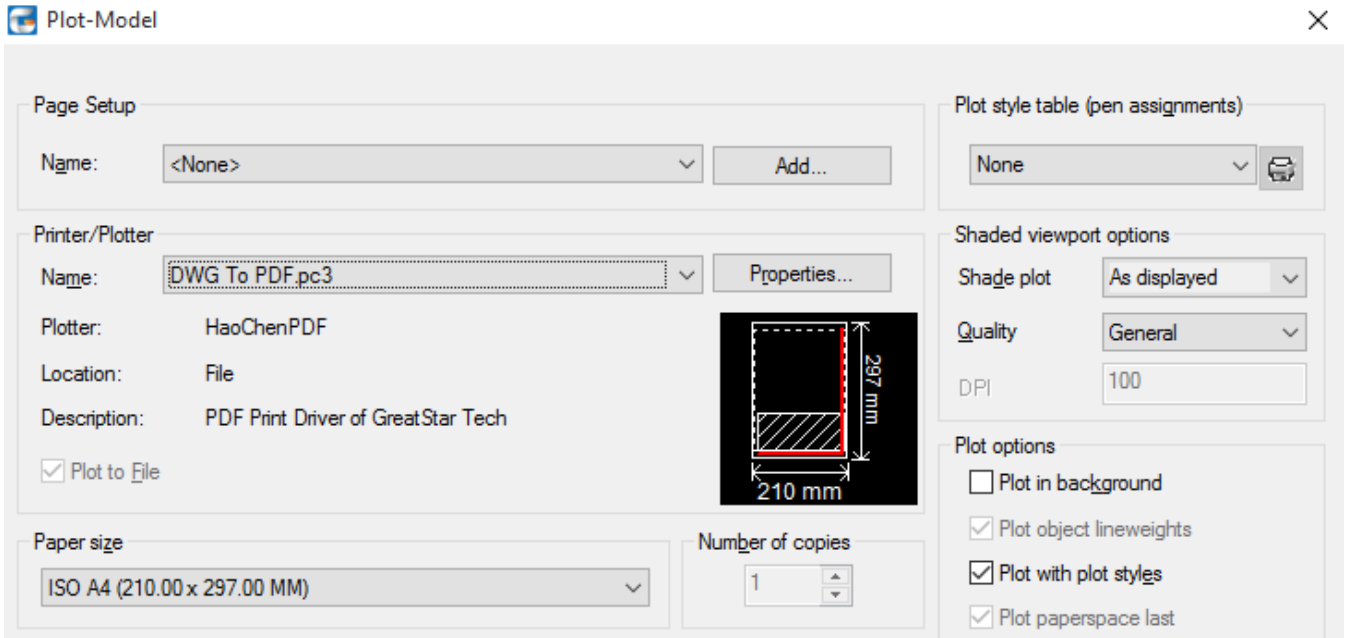 Plot-Model
Page Setup
Name:
<None>
Add...
Plot style table (pen assignments)
None
Printer/Plotter
Name:
DWG To PDF.pc3
Properties...
Plotter:
HaoChenPDF
Location:
File
Description:
PDF Print Driver of GreatStar Tech
Plot to File
297 mm
210 mm
Shaded viewport options
Shade plot
As displayed
Quality
General
DPI
100
Paper size
ISO A4 (210.00 x 297.00 MM)
Number of copies
1
Plot options
Plot in background
Plot object lineweights
Plot with plot styles
Plot paperspace last